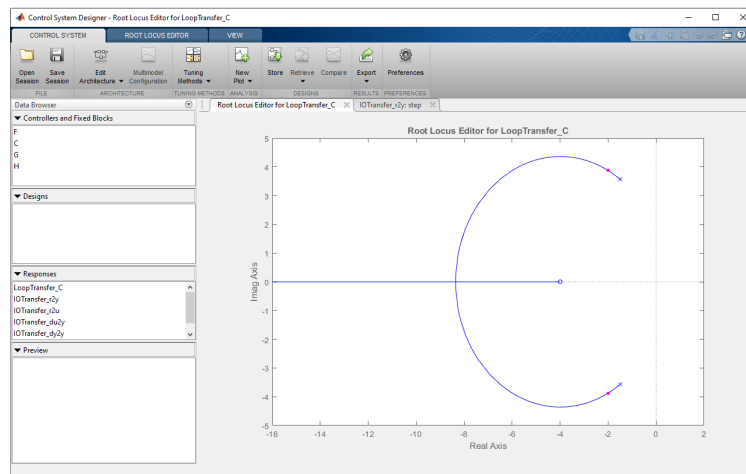 Control System Designer - Root Locus Editor for LoopTransfer_C
CONTROL SYSTEM ROOT LOCUS EDITOR VIEW
Open Session Save Session Edit Architecture Multimodel Configuration Tuning Methods New Plot Store Retrieve Compare Export Preferences
FILE ARCHITECTURE TUNING METHODS ANALYSIS DESIGNS RESULTS PREFERENCES
Data Browser
Root Locus Editor for LoopTransfer_C IOTransfer_r2y: step
Controllers and Fixed Blocks
F
C
G
H
Designs
Responses
LoopTransfer_C
IOTransfer_r2y
IOTransfer_r2u
IOTransfer_du2y
IOTransfer_dy2y
Preview
Root Locus Editor for LoopTransfer_C
Imag Axis
5
4
3
2
1
0
-1
-2
-3
-4
-5
-16 -14 -12 -10 -8 -6 -4 -2 0 2
Real Axis